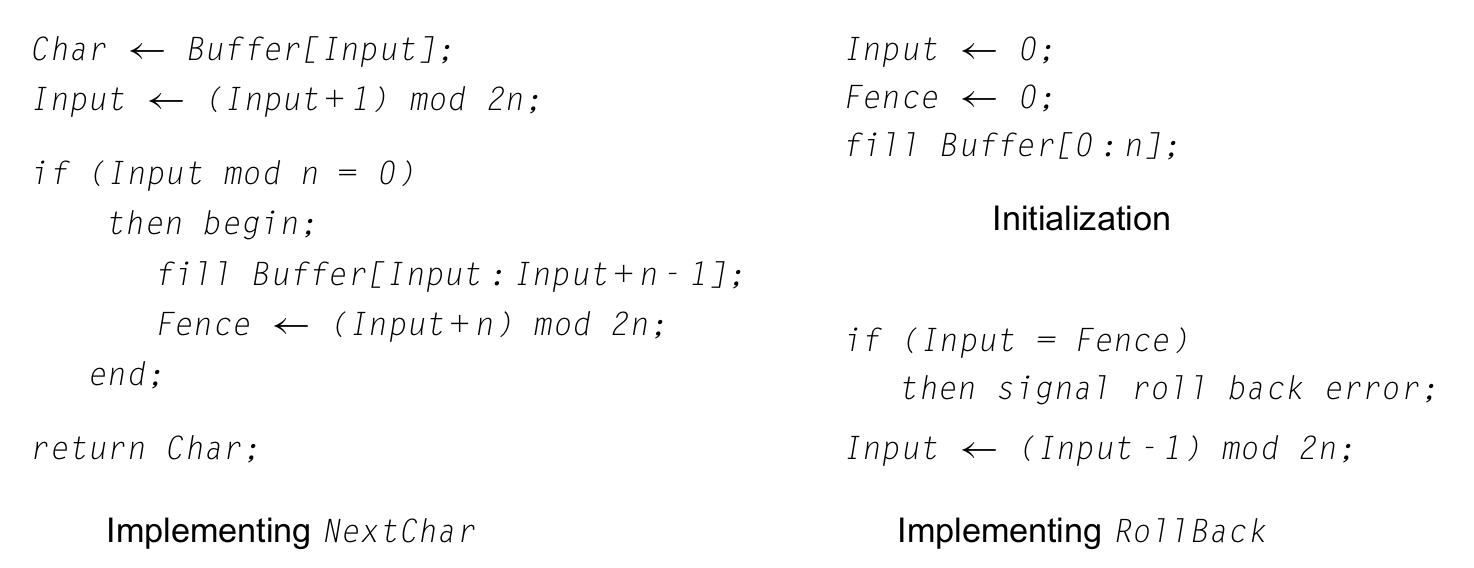 Char ← Buffer[Input];
Input ← (Input+1) mod 2n;
if (Input mod n = 0)
then begin;
fill Buffer[Input:Input+n-1];
Fence ← (Input+n) mod 2n;
end;
return Char;
Implementing NextChar
Input ← 0;
Fence ← 0;
fill Buffer[0:n];
Initialization
if (Input = Fence)
then signal roll back error;
Input ← (Input-1) mod 2n;
Implementing RollBack